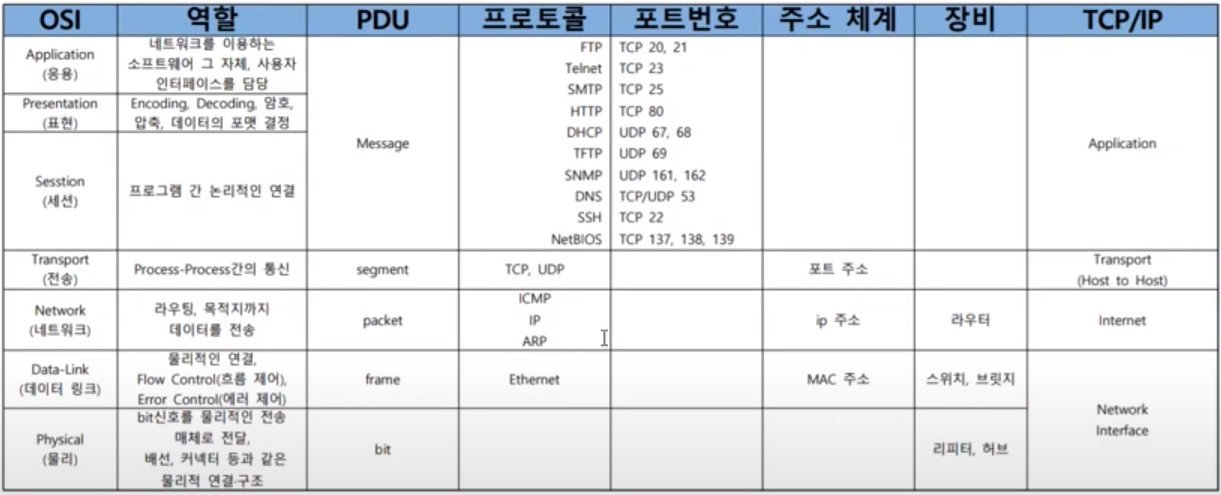 OSI 역할 PDU 프로토콜 포트번호 주소 체계 장비 TCP/IP
Application
(응용)
네트워크를 이용하는
소프트웨어 그 자체, 사용자
인터페이스를 담당
Presentation
(표현)
Encoding, Decoding, 암호,
압축, 데이터의 포맷 결정
Sesstion
(세션)
프로그램 간 논리적인 연결
Message
FTP TCP 20, 21
Telnet TCP 23
SMTP TCP 25
HTTP TCP 80
DHCP UDP 67, 68
TFTP UDP 69
SNMP UDP 161, 162
DNS TCP/UDP 53
SSH TCP 22
NetBIOS TCP 137, 138, 139
Application
Transport
(전송)
Process-Process간의 통신
segment
TCP, UDP
포트 주소
Transport
(Host to Host)
Network
(네트워크)
라우팅, 목적지까지
데이터를 전송
packet
ICMP
IP
ARP
ip 주소
라우터
Internet
Data-Link
(데이터 링크)
물리적인 연결,
Flow Control(흐름 제어),
Error Control(에러 제어)
frame
Ethernet
MAC 주소
스위치, 브릿지
Network
Interface
Physical
(물리)
bit신호를 물리적인 전송
매체로 전달,
배선, 커넥터 등과 같은
물리적 연결·구조
bit
리피터, 허브